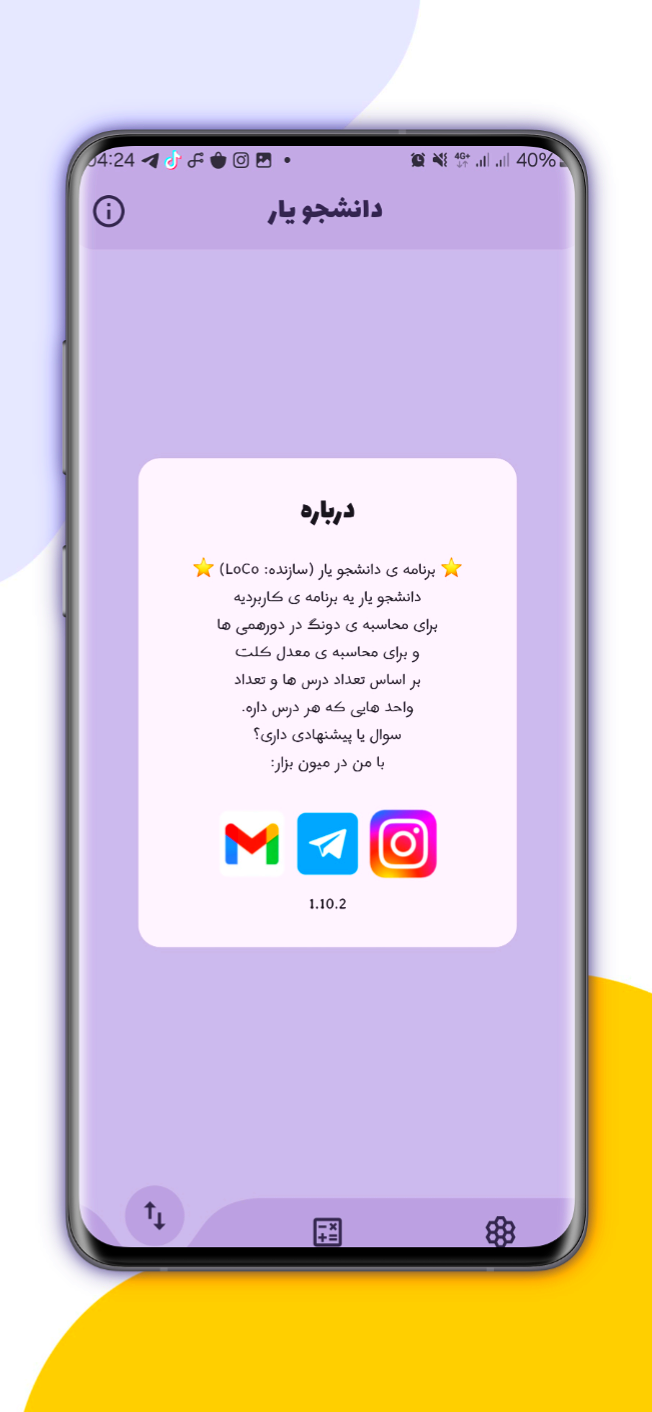 04:24
4G+
40%
دانشجو یار
درباره
⭐ برنامه ی دانشجو یار (سازنده: LoCo) ⭐
دانشجو یار یه برنامه ی کاربردیه
برای محاسبه ی دونگ در دورهمی ها
و برای محاسبه ی معدل کلت
بر اساس تعداد درس ها و تعداد
واحد هایی که هر درس داره.
سوال یا پیشنهادی داری؟
با من در میون بزار:
1.10.2